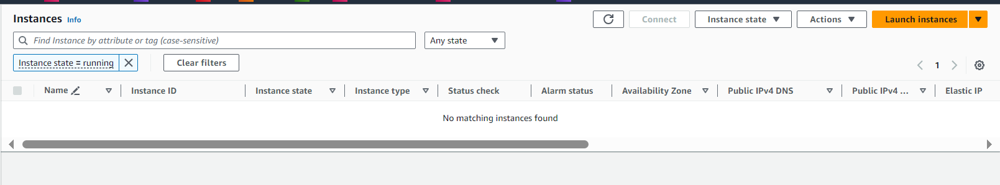 Instances Info
Connect
Instance state
Actions
Launch instances
Find Instance by attribute or tag (case-sensitive)
Any state
Instance state = running
Clear filters
1
Name
Instance ID
Instance state
Instance type
Status check
Alarm status
Availability Zone
Public IPv4 DNS
Public IPv4 ...
Elastic IP
No matching instances found